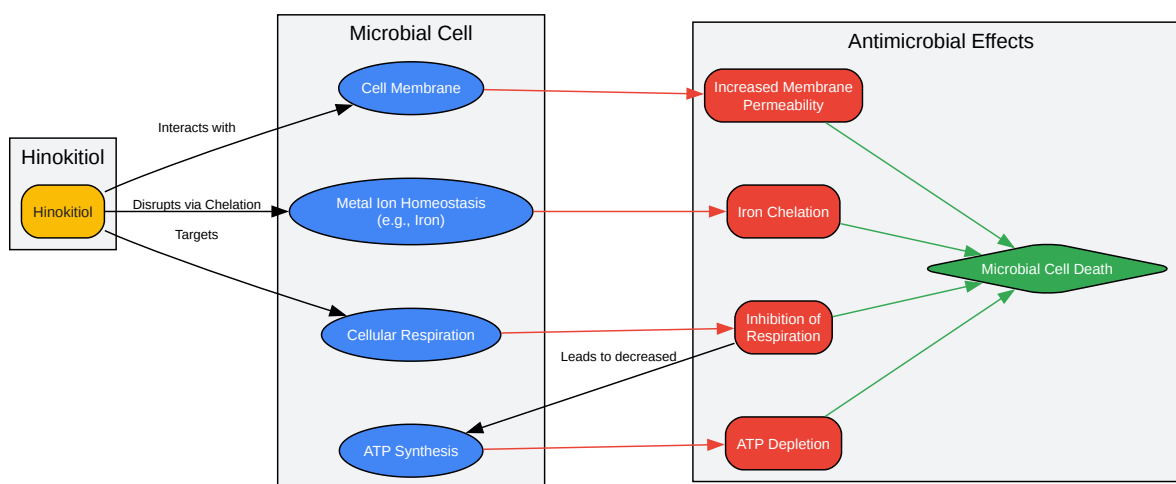 Microbial Cell
Antimicrobial Effects
Cell Membrane
Increased Membrane
Permeability
Interacts with
Hinokitiol
Hinokitiol
Disrupts via Chelation
Metal Ion Homeostasis
(e.g., Iron)
Iron Chelation
Targets
Microbial Cell Death
Cellular Respiration
Inhibition of
Respiration
Leads to decreased
ATP Synthesis
ATP Depletion